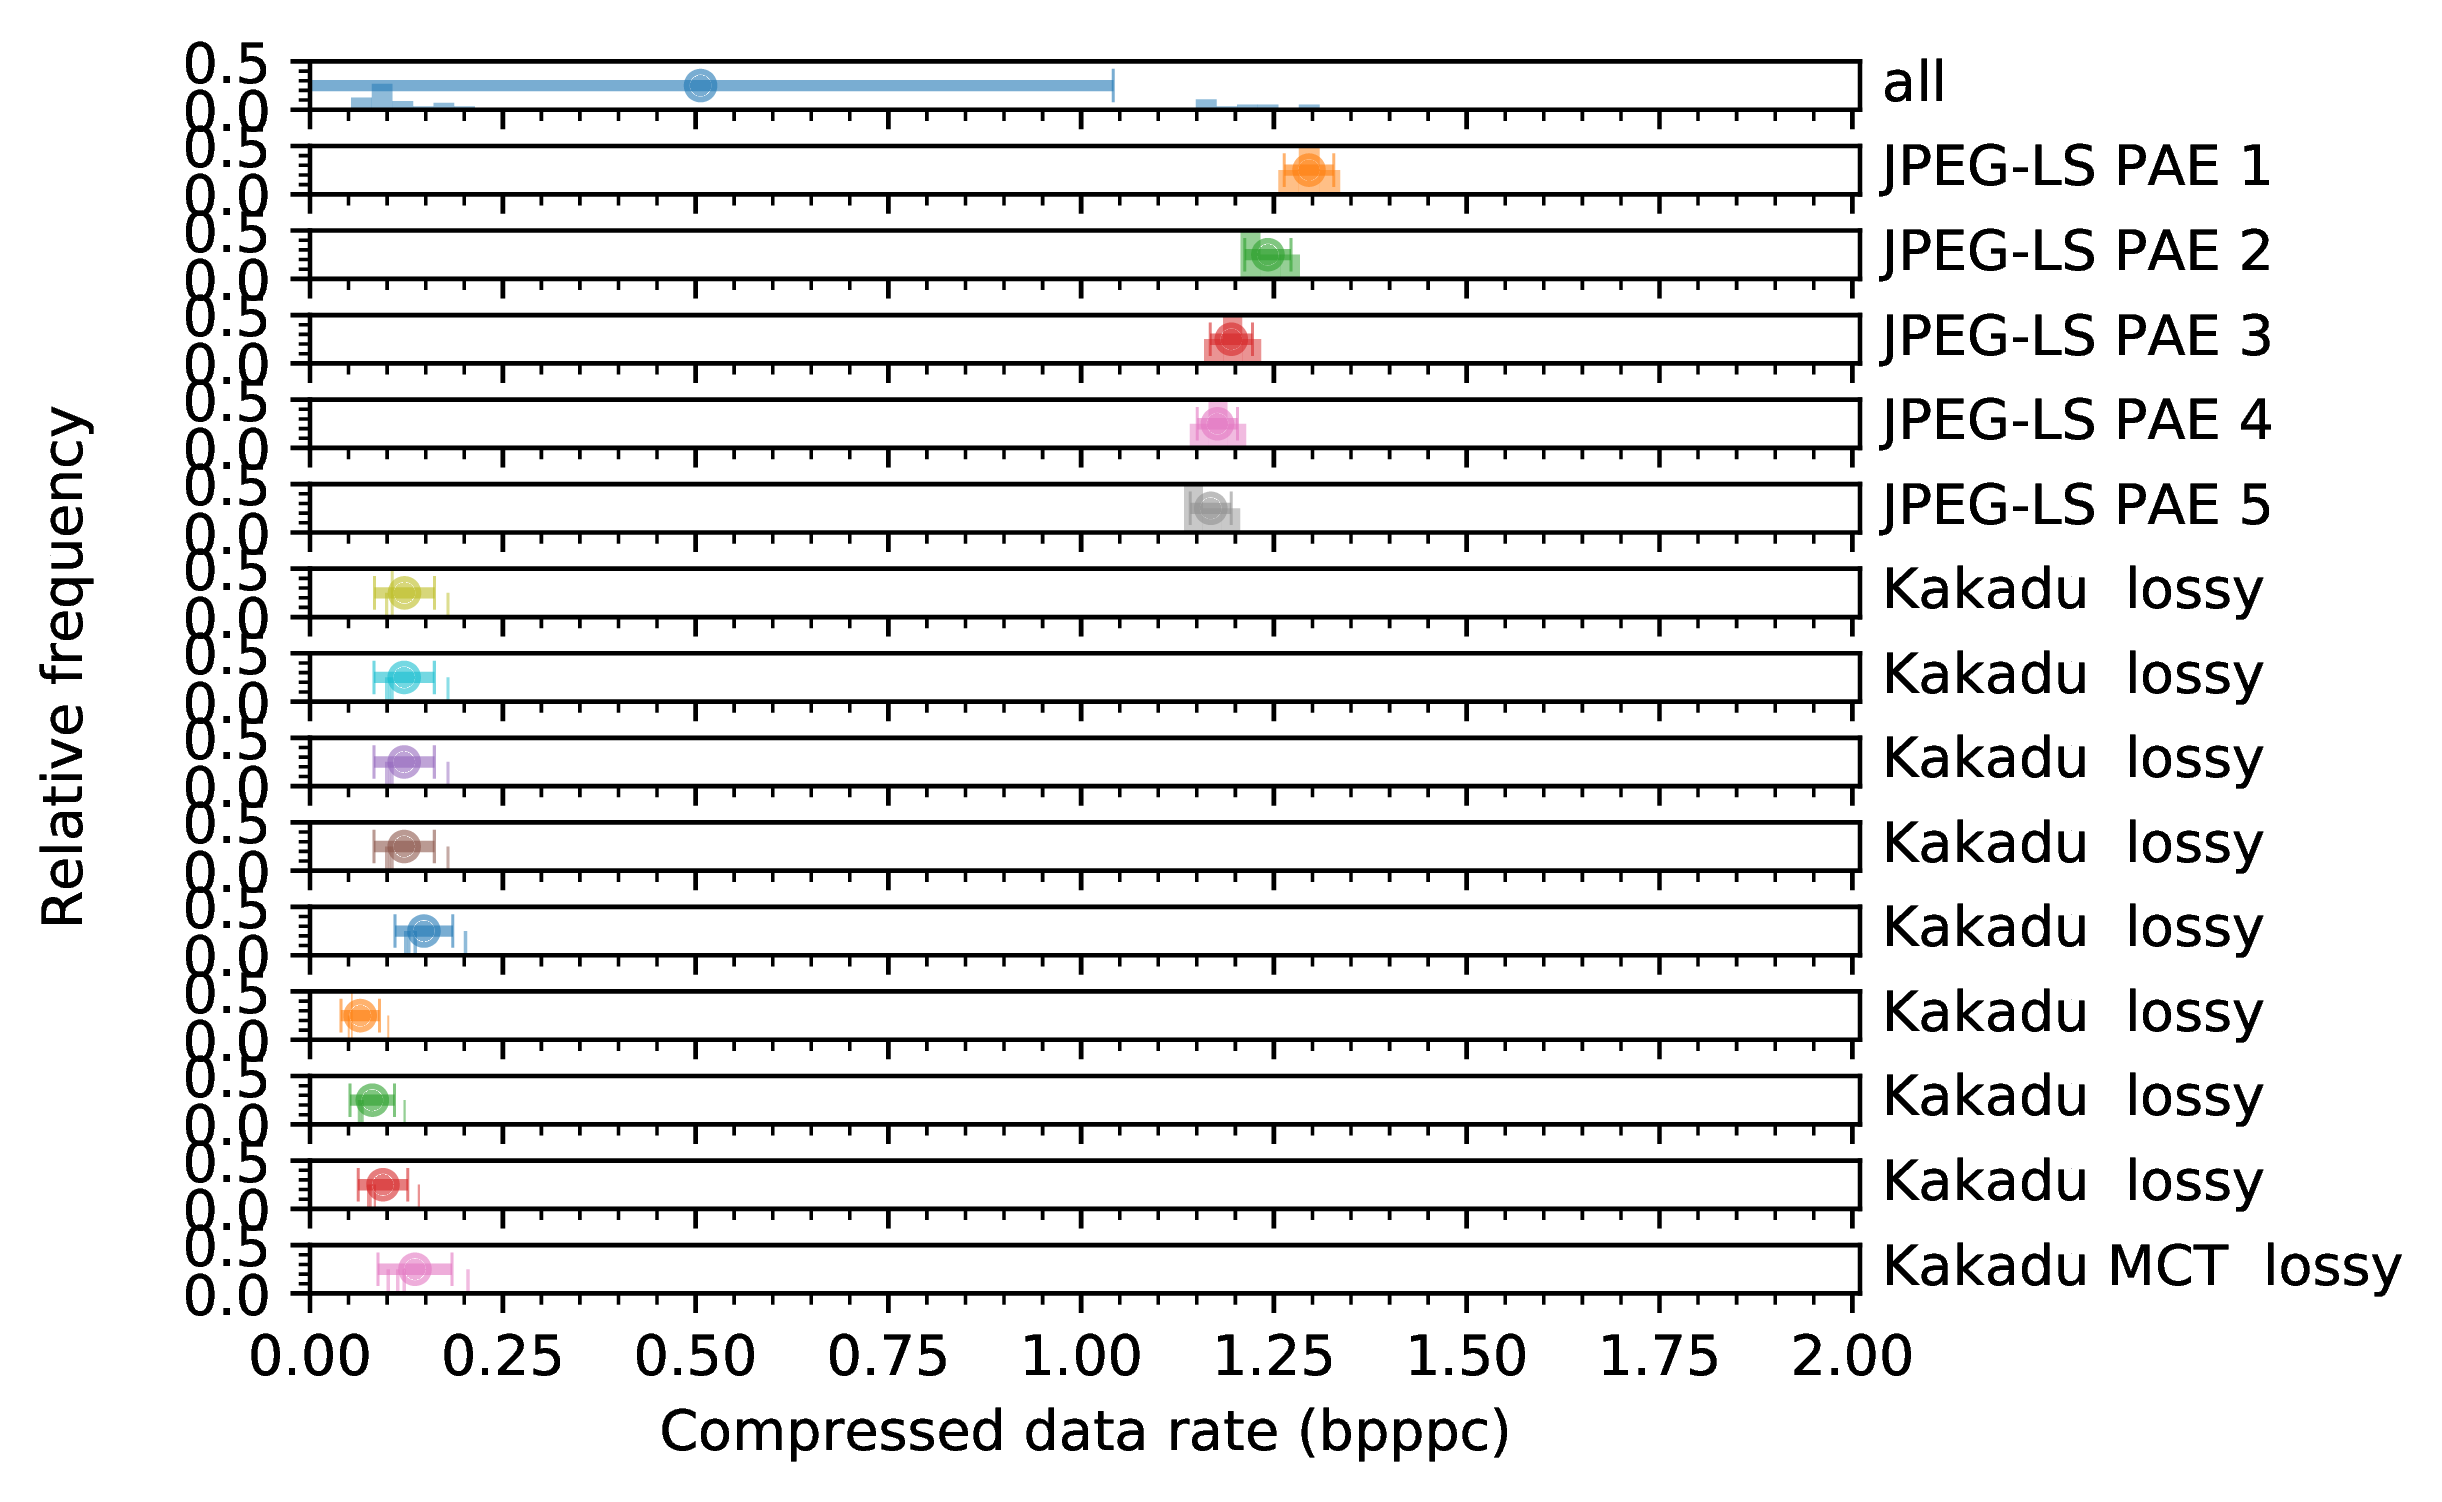 Relative frequency
0.5 all
0.0
0.5 JPEG-LS PAE 1
0.0
0.5 JPEG-LS PAE 2
0.0
0.5 JPEG-LS PAE 3
0.0
0.5 JPEG-LS PAE 4
0.0
0.5 JPEG-LS PAE 5
0.0
0.5 Kakadu  lossy
0.0
0.5 Kakadu  lossy
0.0
0.5 Kakadu  lossy
0.0
0.5 Kakadu  lossy
0.0
0.5 Kakadu  lossy
0.0
0.5 Kakadu  lossy
0.0
0.5 Kakadu  lossy
0.0
0.5 Kakadu  lossy
0.0
0.5 Kakadu MCT  lossy
0.0
0.00 0.25 0.50 0.75 1.00 1.25 1.50 1.75 2.00
Compressed data rate (bpppc)